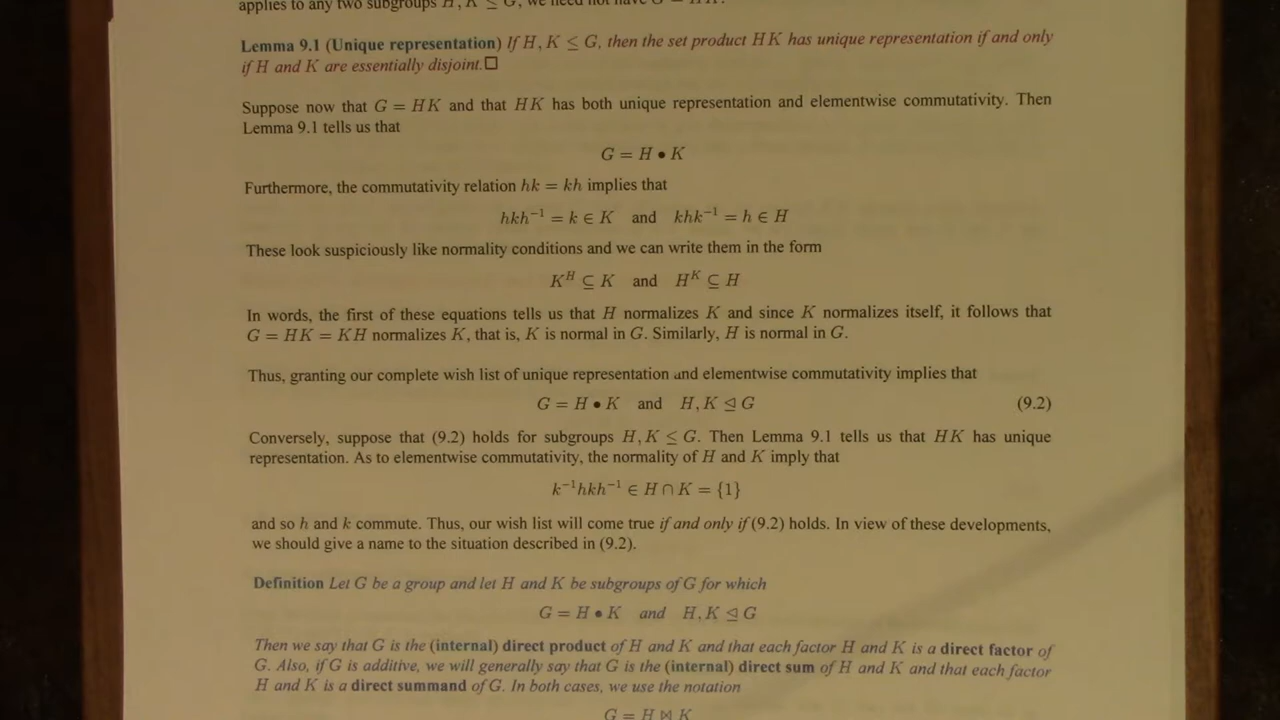 applies to any two subgroups H, K ≤ G, we need not have G = HK.
Lemma 9.1 (Unique representation) If H, K ≤ G, then the set product HK has unique representation if and only
if H and K are essentially disjoint.□
Suppose now that G = HK and that HK has both unique representation and elementwise commutativity. Then
Lemma 9.1 tells us that
G = H • K
Furthermore, the commutativity relation hk = kh implies that
hkh⁻¹ = k ∈ K and khk⁻¹ = h ∈ H
These look suspiciously like normality conditions and we can write them in the form
Kᴴ ⊆ K and Hᴷ ⊆ H
In words, the first of these equations tells us that H normalizes K and since K normalizes itself, it follows that
G = HK = KH normalizes K, that is, K is normal in G. Similarly, H is normal in G.
Thus, granting our complete wish list of unique representation and elementwise commutativity implies that
G = H • K and H, K ⊴ G (9.2)
Conversely, suppose that (9.2) holds for subgroups H, K ≤ G. Then Lemma 9.1 tells us that HK has unique
representation. As to elementwise commutativity, the normality of H and K imply that
k⁻¹hkh⁻¹ ∈ H ∩ K = {1}
and so h and k commute. Thus, our wish list will come true if and only if (9.2) holds. In view of these developments,
we should give a name to the situation described in (9.2).
Definition Let G be a group and let H and K be subgroups of G for which
G = H • K and H, K ⊴ G
Then we say that G is the (internal) direct product of H and K and that each factor H and K is a direct factor of
G. Also, if G is additive, we will generally say that G is the (internal) direct sum of H and K and that each factor
H and K is a direct summand of G. In both cases, we use the notation
G = H ⋈ K